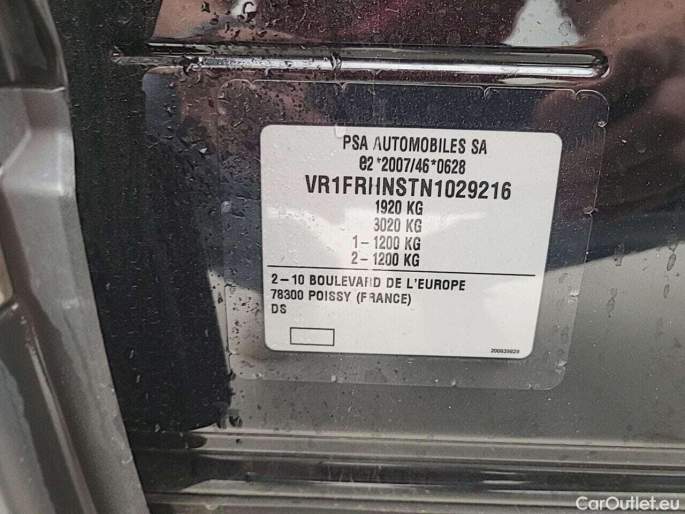 PSA AUTOMOBILES SA
e2*2007/46*0628
VR1FRHNSTN1029216
1920 KG
3020 KG
1-1200 KG
2-1200 KG
2-10 BOULEVARD DE L'EUROPE
78300 POISSY (FRANCE)
DS
CarOutlet.eu